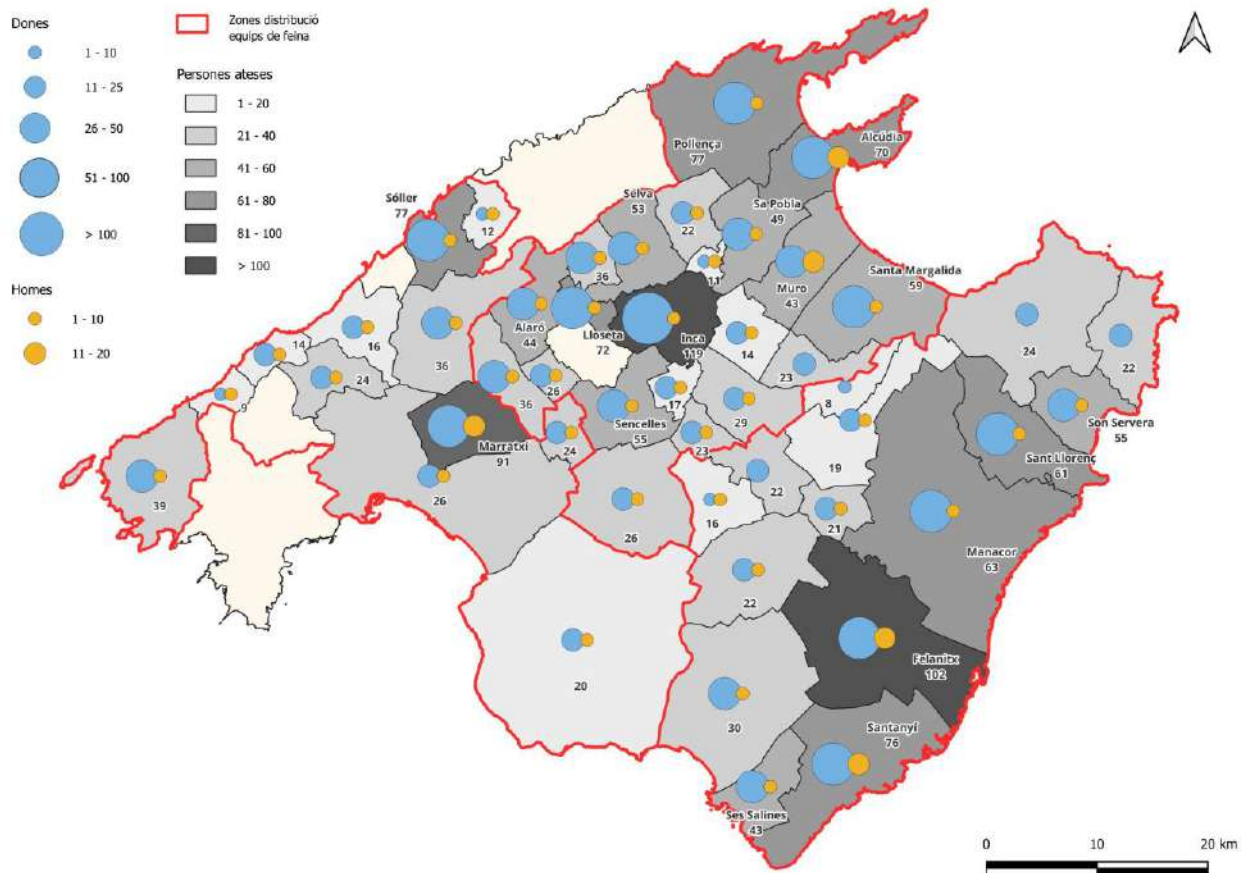 Dones
1 - 10
11 - 25
26 - 50
51 - 100
> 100
Homes
1 - 10
11 - 20
Zones distribució
equips de feina
Persones ateses
1 - 20
21 - 40
41 - 60
61 - 80
81 - 100
> 100
Pollença
77
Alcúdia
70
Sóller
77
12
Selva
53
22
Sa Pobla
49
36
11
Muro
43
Santa Margalida
59
Alaró
44
Lloseta
72
Inca
119
14
16
14
36
24
9
23
24
22
26
36
17
29
8
Son Servera
55
Sencelles
55
Marratxí
91
24
23
19
Sant Llorenç
61
39
26
22
26
16
21
Manacor
63
22
20
Felanitx
102
30
Santanyí
76
Ses Salines
43
0 10 20 km